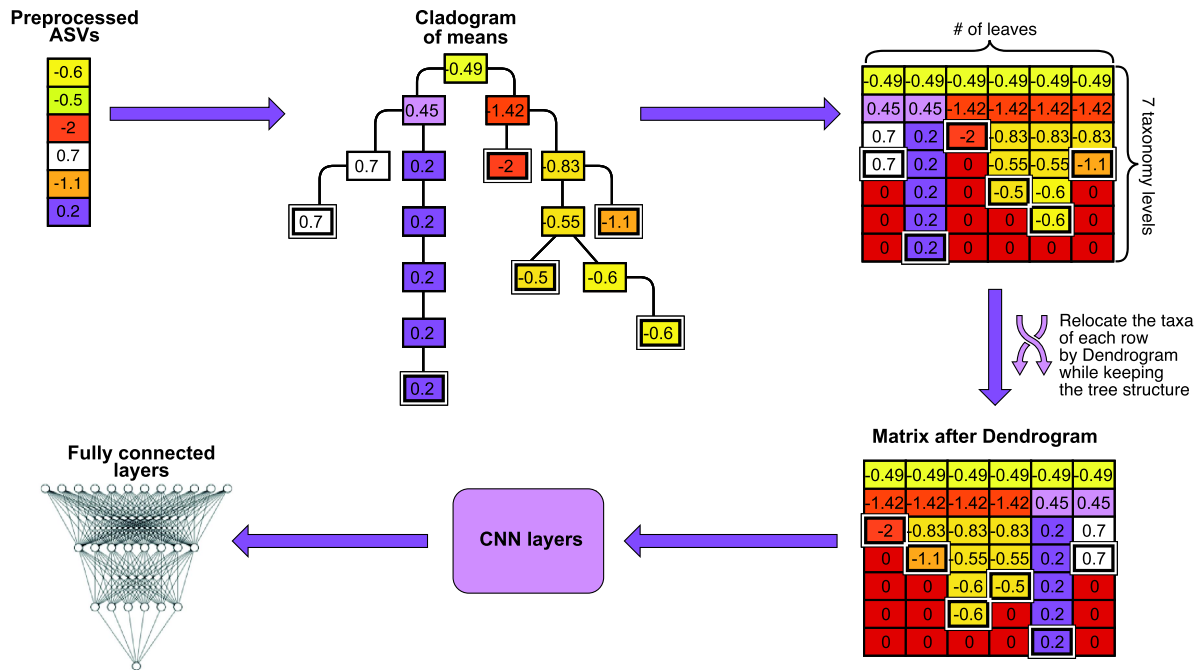 Preprocessed
ASVs
-0.6
-0.5
-2
0.7
-1.1
0.2
Cladogram
of means
-0.49
0.45 -1.42
0.7 0.2 -2 -0.83
0.7 0.2 -0.55 -1.1
0.2 -0.5 -0.6
0.2 -0.6
0.2
# of leaves
-0.49 -0.49 -0.49 -0.49 -0.49 -0.49
0.45 0.45 -1.42 -1.42 -1.42 -1.42
0.7 0.2 -2 -0.83 -0.83 -0.83
0.7 0.2 0 -0.55 -0.55 -1.1
0 0.2 0 -0.5 -0.6 0
0 0.2 0 0 -0.6 0
0 0.2 0 0 0 0
7 taxonomy levels
Relocate the taxa
of each row
by Dendrogram
while keeping
the tree structure
Matrix after Dendrogram
-0.49 -0.49 -0.49 -0.49 -0.49 -0.49
-1.42 -1.42 -1.42 -1.42 0.45 0.45
-2 -0.83 -0.83 -0.83 0.2 0.7
0 -1.1 -0.55 -0.55 0.2 0.7
0 0 -0.6 -0.5 0.2 0
0 0 -0.6 0 0.2 0
0 0 0 0 0.2 0
CNN layers
Fully connected
layers